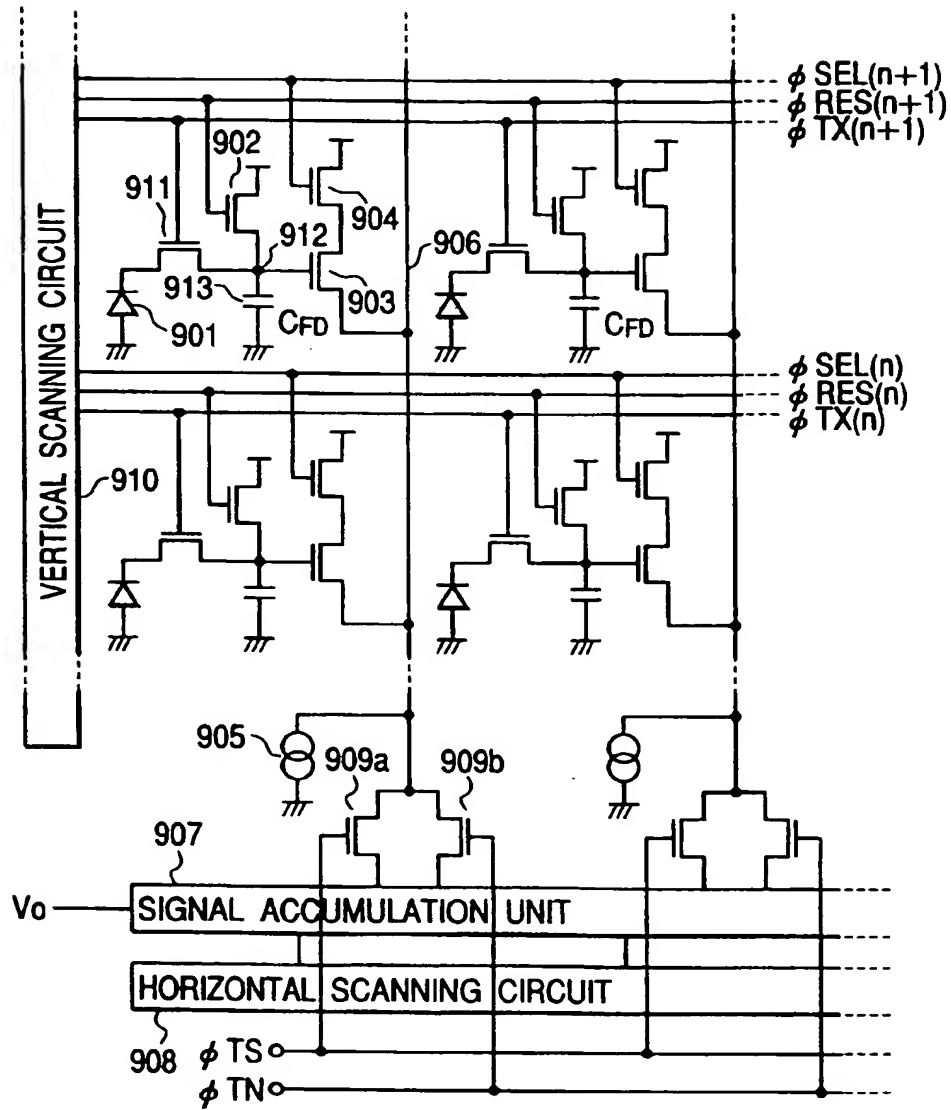 φ SEL(n+1)
φ RES(n+1)
φ TX(n+1)
902
911
904
912
906
913
903
901
CFD
CFD
VERTICAL SCANNING CIRCUIT
φ SEL(n)
φ RES(n)
φ TX(n)
910
905
909a
909b
907
Vo
SIGNAL ACCUMULATION UNIT
HORIZONTAL SCANNING CIRCUIT
908
φ TS
φ TN